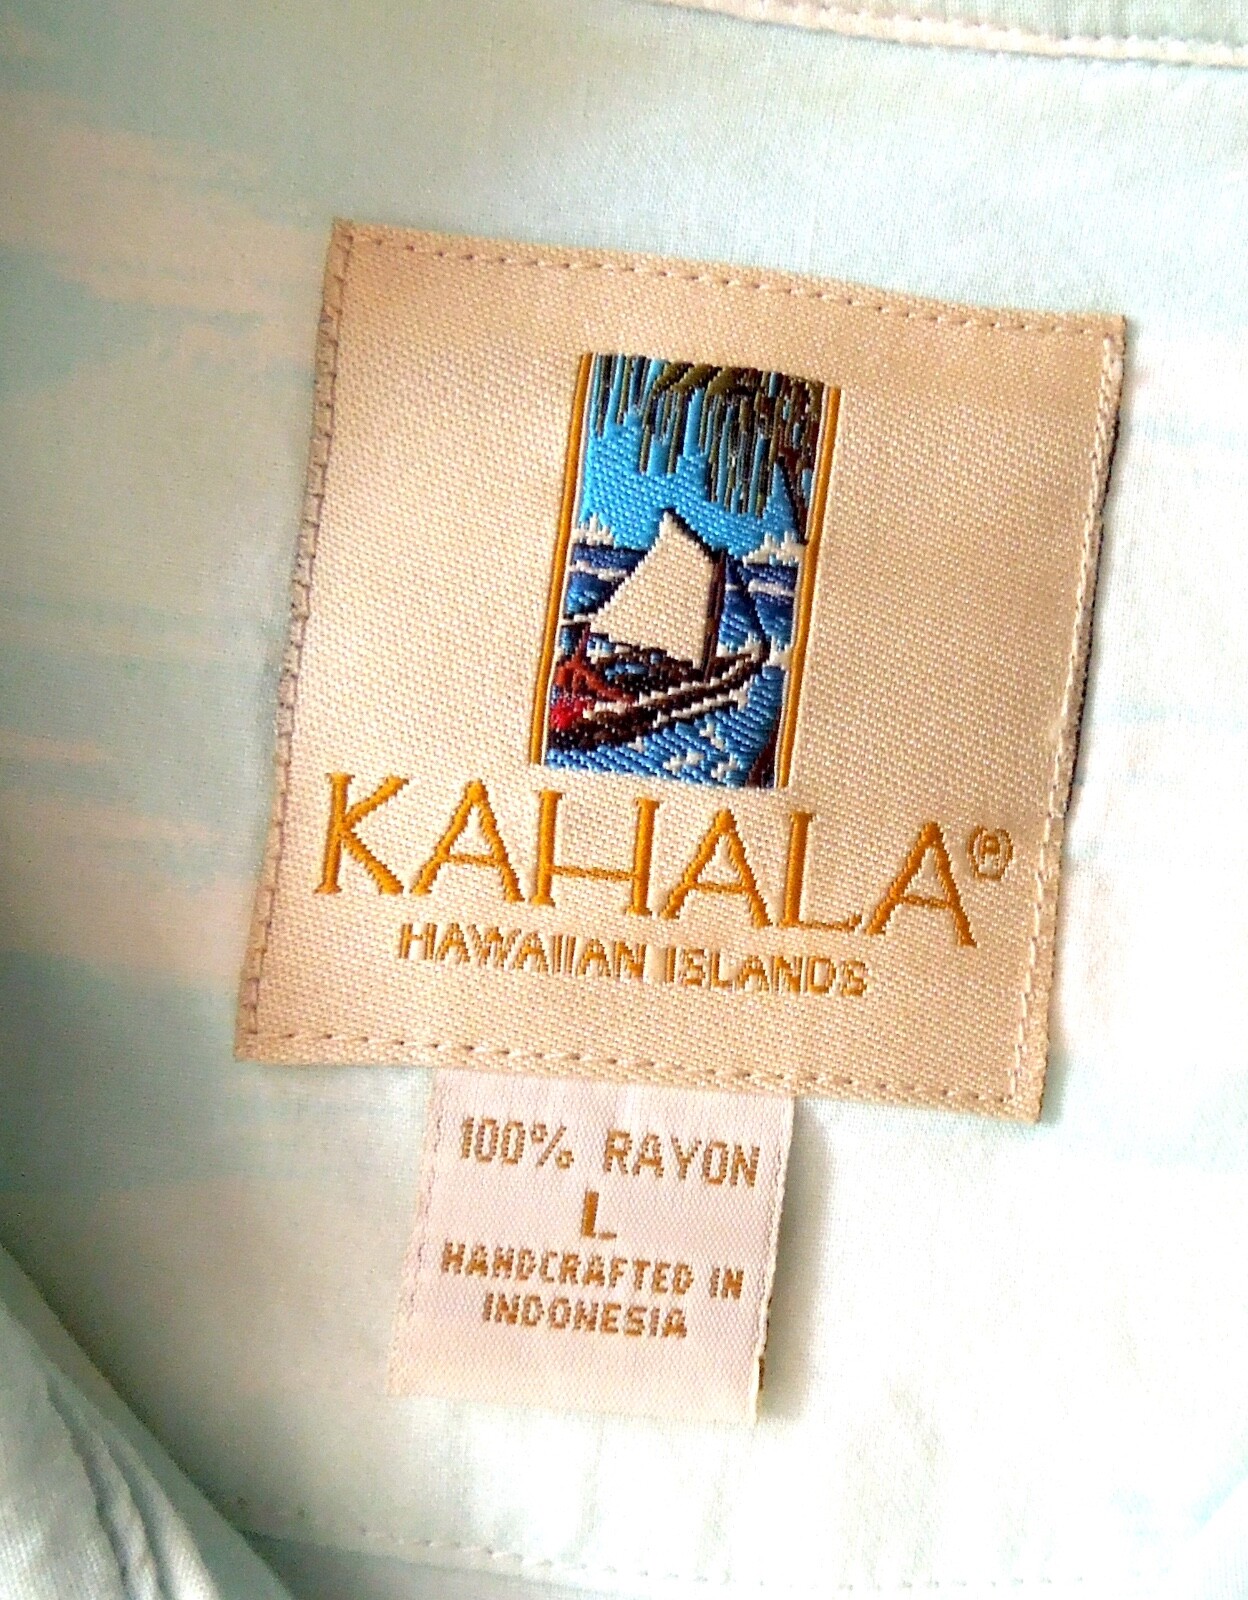 KAHALA®
HAWAIIAN ISLANDS
100% RAYON
L
HANDCRAFTED IN
INDONESIA